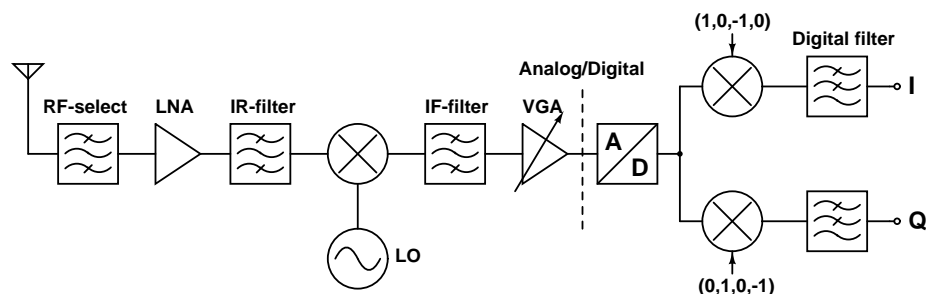 (1,0,-1,0)
Digital filter
Analog/Digital
I
RF-select
LNA
IR-filter
IF-filter
VGA
A
D
LO
Q
(0,1,0,-1)